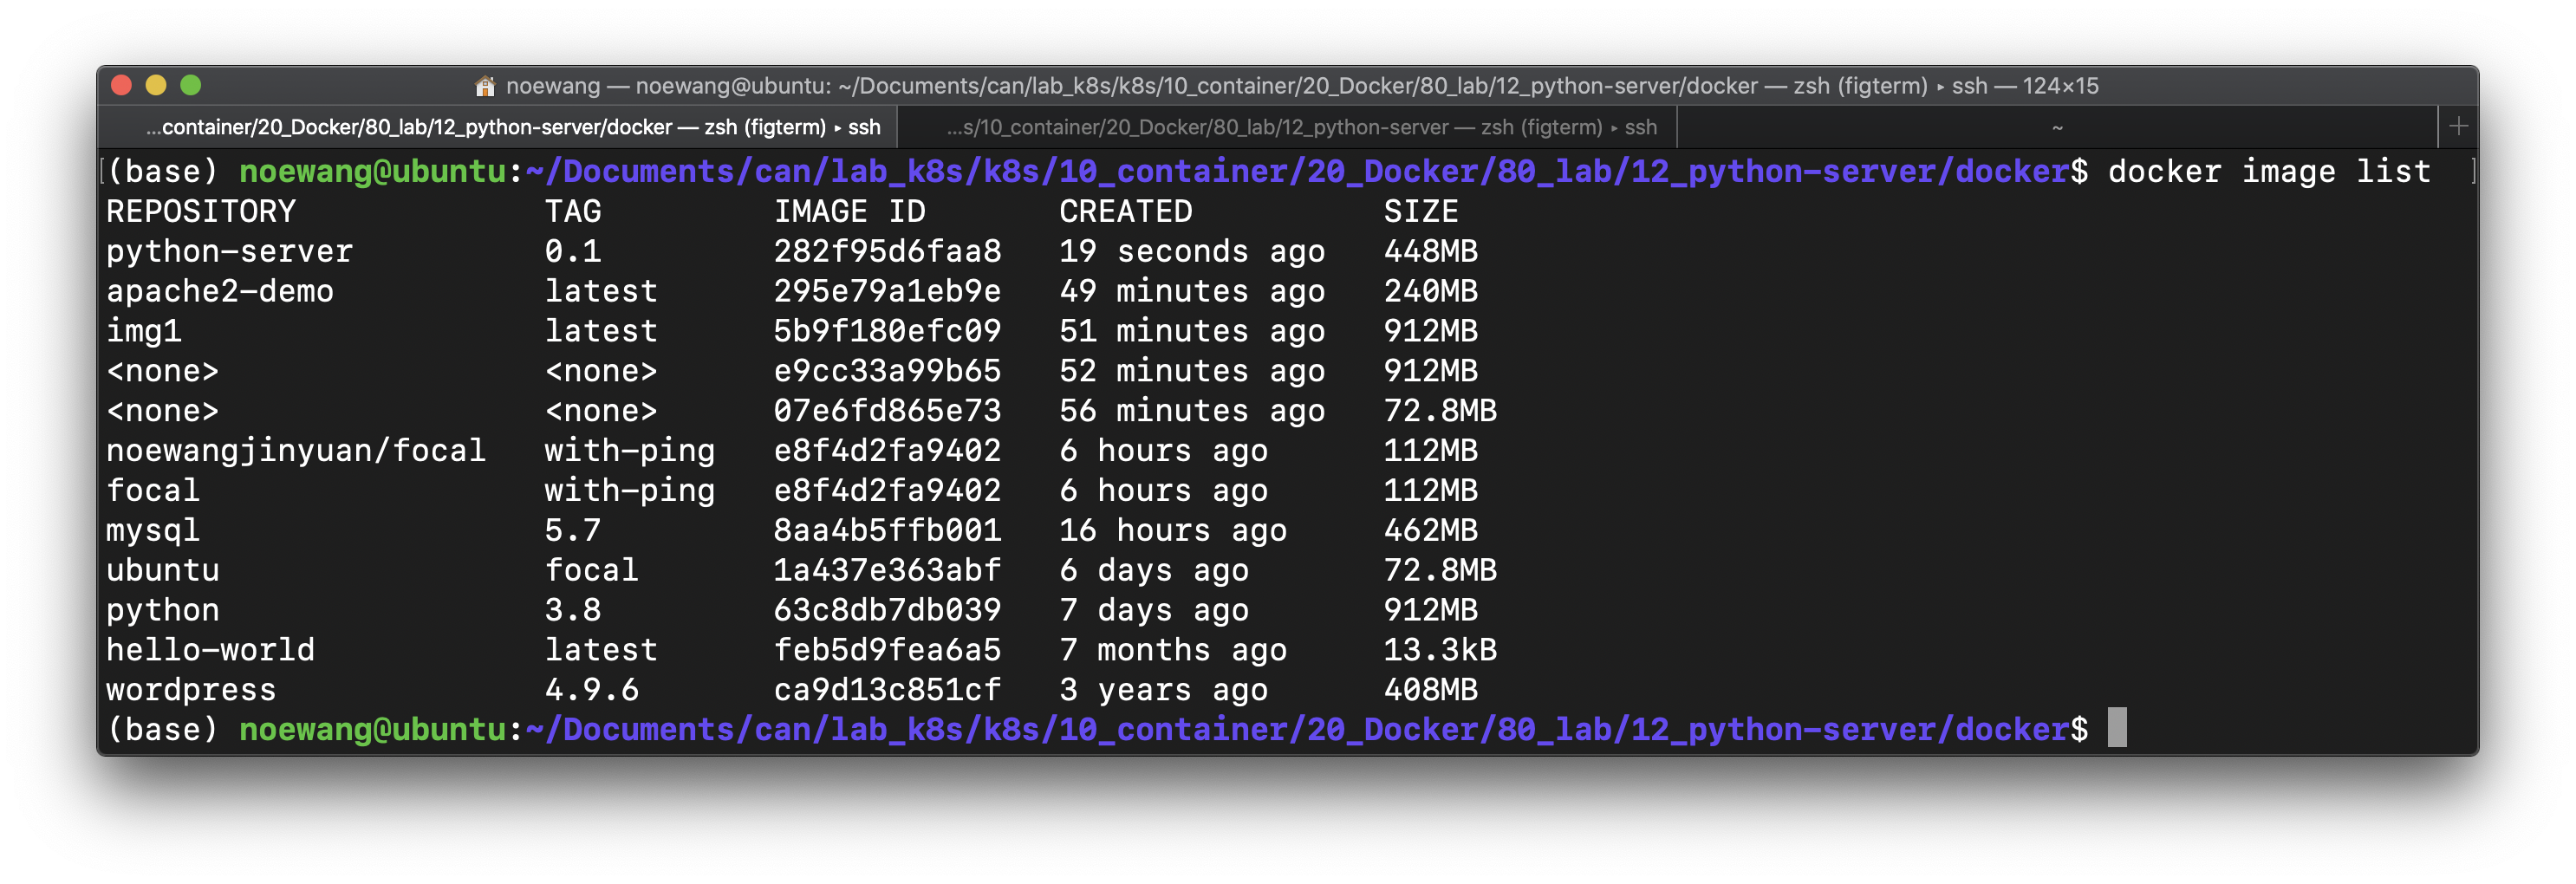 noewang — noewang@ubuntu: ~/Documents/can/lab_k8s/k8s/10_container/20_Docker/80_lab/12_python-server/docker — zsh (figterm) ▸ ssh — 124×15
...container/20_Docker/80_lab/12_python-server/docker — zsh (figterm) ▸ ssh ...s/10_container/20_Docker/80_lab/12_python-server — zsh (figterm) ▸ ssh ~ +
[(base) noewang@ubuntu:~/Documents/can/lab_k8s/k8s/10_container/20_Docker/80_lab/12_python-server/docker$ docker image list ]
REPOSITORY TAG IMAGE ID CREATED SIZE
python-server 0.1 282f95d6faa8 19 seconds ago 448MB
apache2-demo latest 295e79a1eb9e 49 minutes ago 240MB
img1 latest 5b9f180efc09 51 minutes ago 912MB
<none> <none> e9cc33a99b65 52 minutes ago 912MB
<none> <none> 07e6fd865e73 56 minutes ago 72.8MB
noewangjinyuan/focal with-ping e8f4d2fa9402 6 hours ago 112MB
focal with-ping e8f4d2fa9402 6 hours ago 112MB
mysql 5.7 8aa4b5ffb001 16 hours ago 462MB
ubuntu focal 1a437e363abf 6 days ago 72.8MB
python 3.8 63c8db7db039 7 days ago 912MB
hello-world latest feb5d9fea6a5 7 months ago 13.3kB
wordpress 4.9.6 ca9d13c851cf 3 years ago 408MB
(base) noewang@ubuntu:~/Documents/can/lab_k8s/k8s/10_container/20_Docker/80_lab/12_python-server/docker$